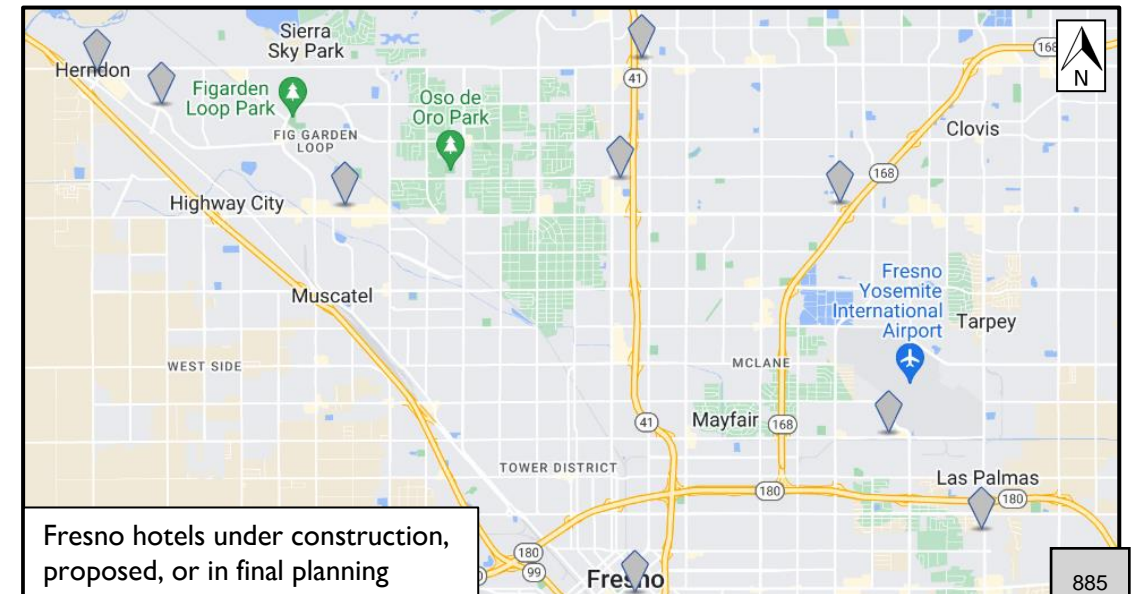 Sierra
Sky Park
168
N
Herndon
41
Figarden
Loop Park
Oso de
Oro Park
FIG GARDEN
LOOP
Clovis
168
Highway City
Fresno
Yosemite
International
Airport
Muscatel
Tarpey
WEST SIDE
MCLANE
41
Mayfair
168
TOWER DISTRICT
Las Palmas
180
180
Fresno hotels under construction,
proposed, or in final planning
180
99
885